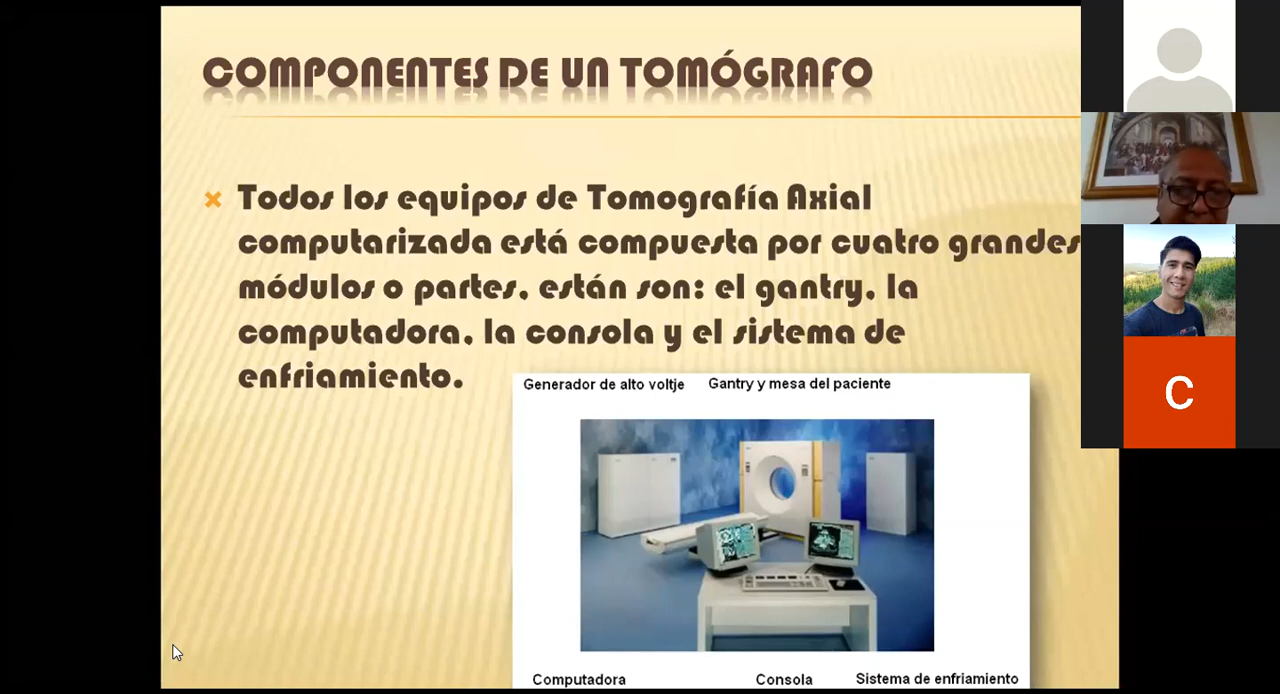 COMPONENTES DE UN TOMÓGRAFO
Todos los equipos de Tomografía Axial
computarizada está compuesta por cuatro grandes
módulos o partes, están son: el gantry, la
computadora, la consola y el sistema de
enfriamiento.
Generador de alto voltje Gantry y mesa del paciente
Computadora Consola Sistema de enfriamiento
C